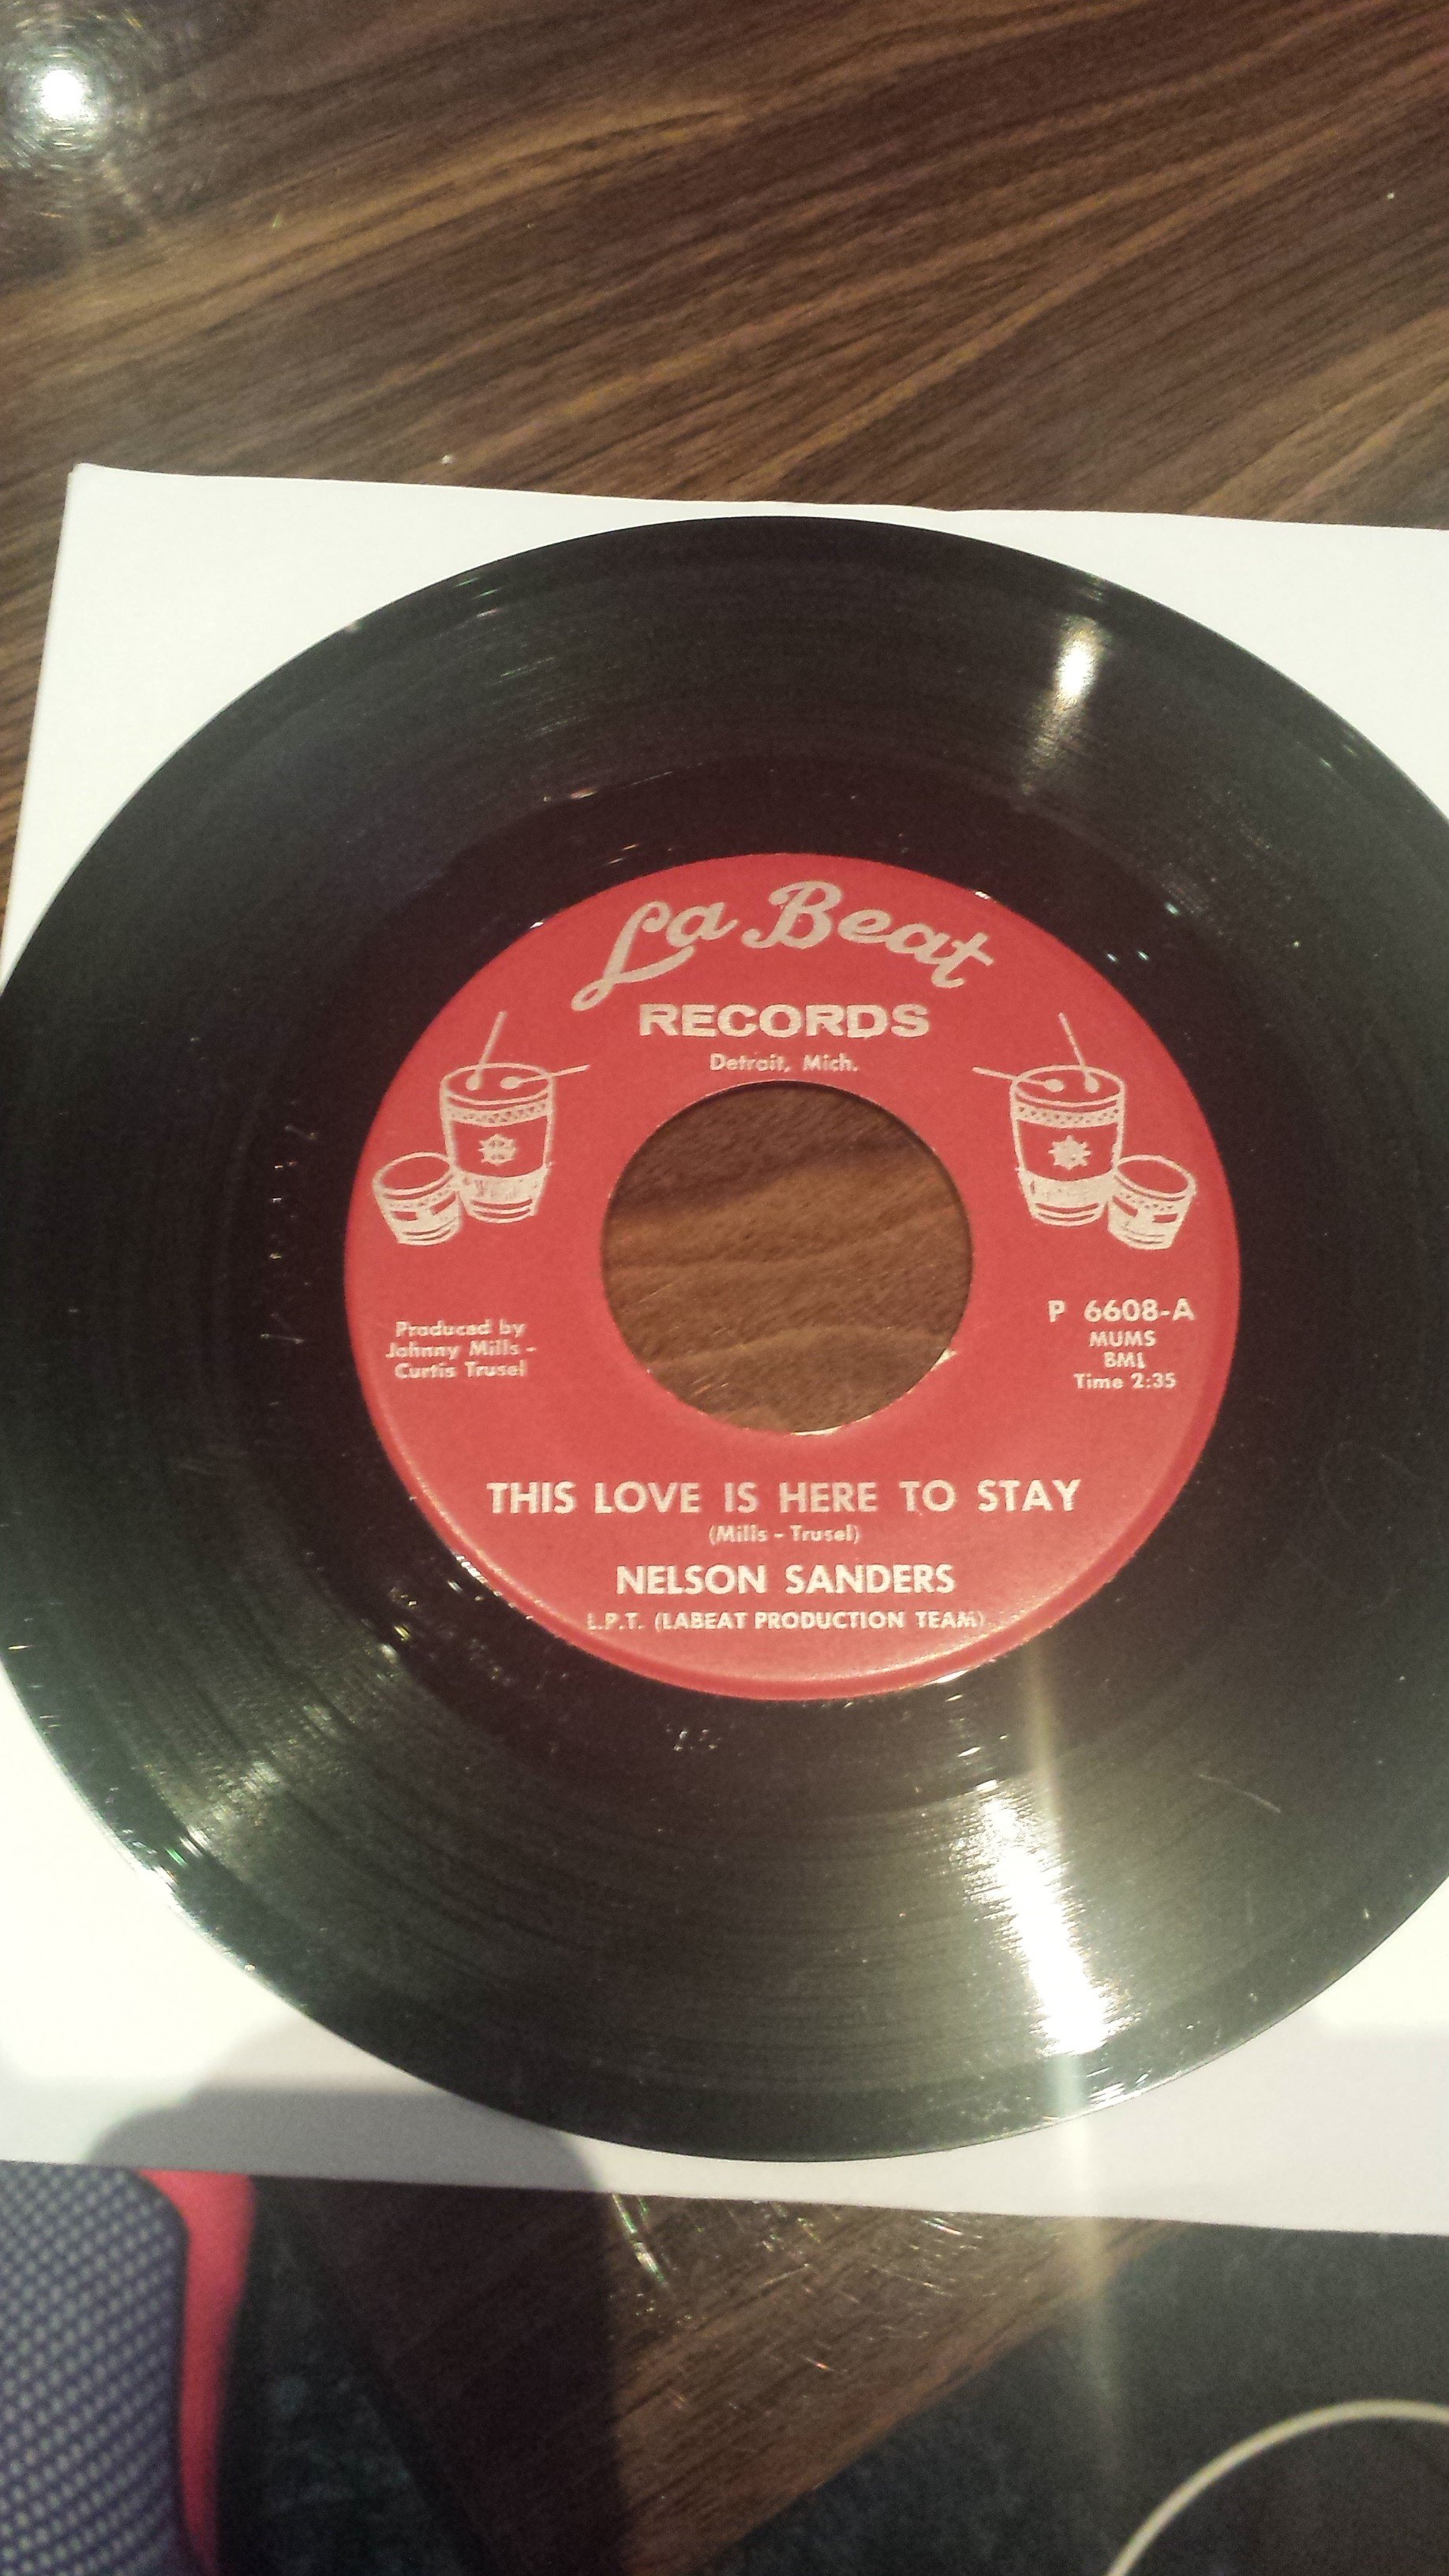 La Beat
RECORDS
Detroit, Mich.
Produced by
Johnny Mills -
Curtis Trusel
P 6608-A
MUMS
BMI
Time 2:35
THIS LOVE IS HERE TO STAY
(Mills - Trusel)
NELSON SANDERS
L.P.T. (LABEAT PRODUCTION TEAM)